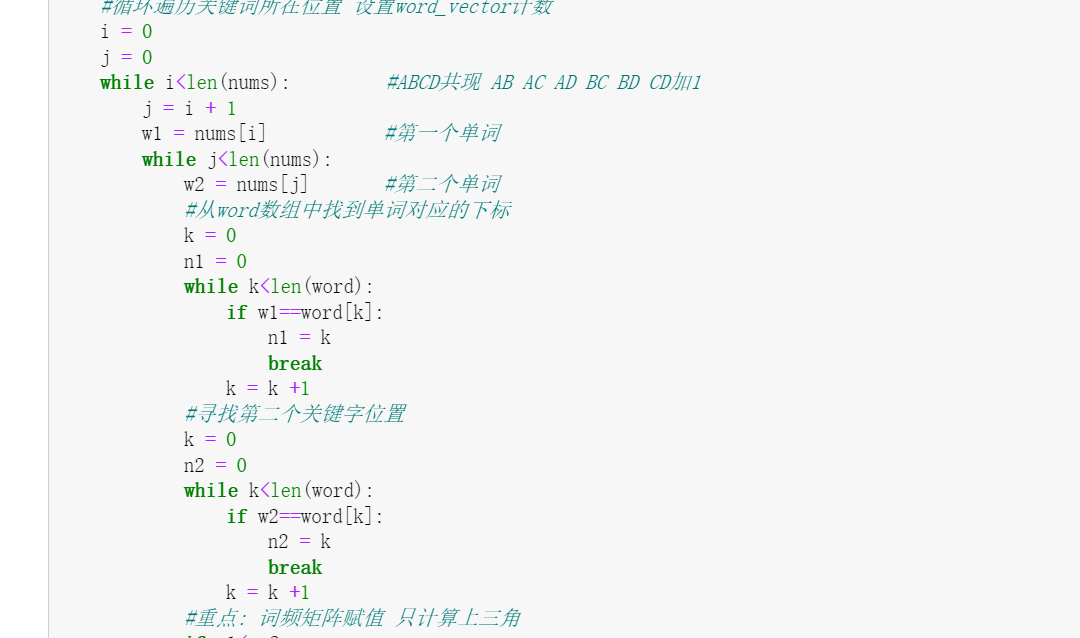 #循环遍历关键词所在位置 设置word_vector计数
i = 0
j = 0
while i<len(nums): #ABCD共现 AB AC AD BC BD CD加1
j = i + 1
w1 = nums[i] #第一个单词
while j<len(nums):
w2 = nums[j] #第二个单词
#从word数组中找到单词对应的下标
k = 0
n1 = 0
while k<len(word):
if w1==word[k]:
n1 = k
break
k = k +1
#寻找第二个关键字位置
k = 0
n2 = 0
while k<len(word):
if w2==word[k]:
n2 = k
break
k = k +1
#重点: 词频矩阵赋值 只计算上三角